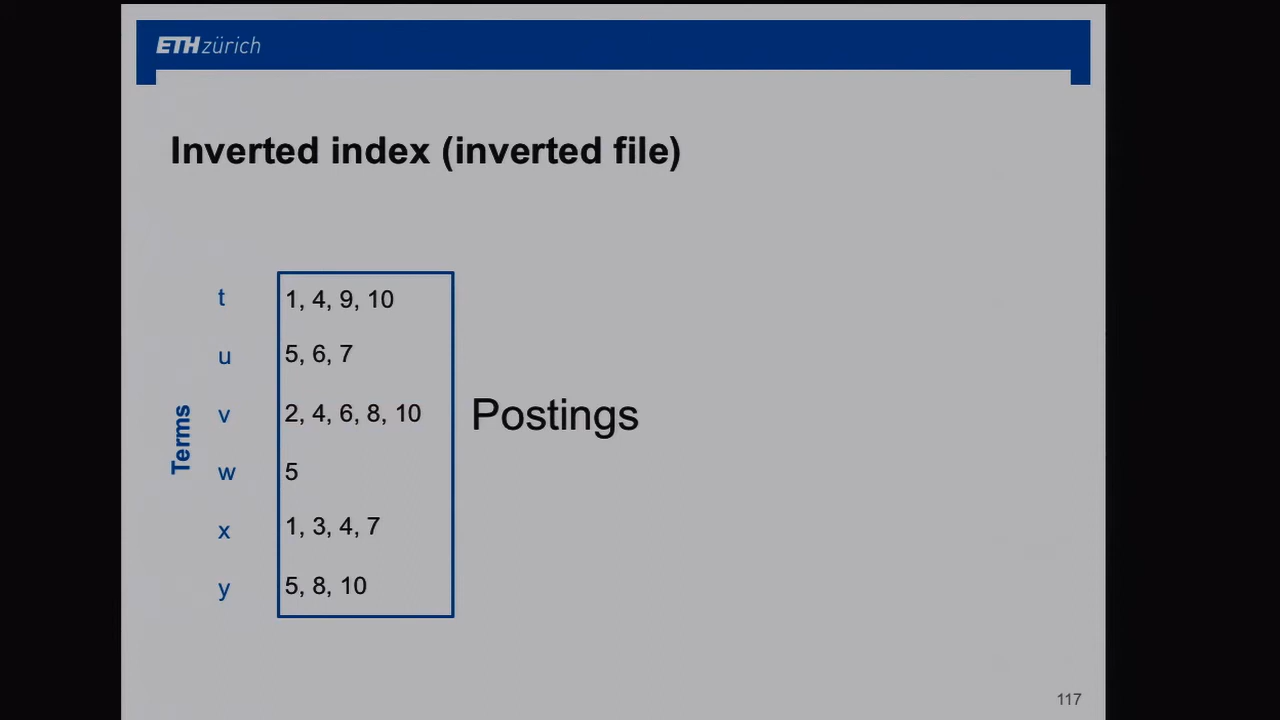 ETH zürich
Inverted index (inverted file)
Terms
t 1, 4, 9, 10
u 5, 6, 7
v 2, 4, 6, 8, 10
w 5
x 1, 3, 4, 7
y 5, 8, 10
Postings
117